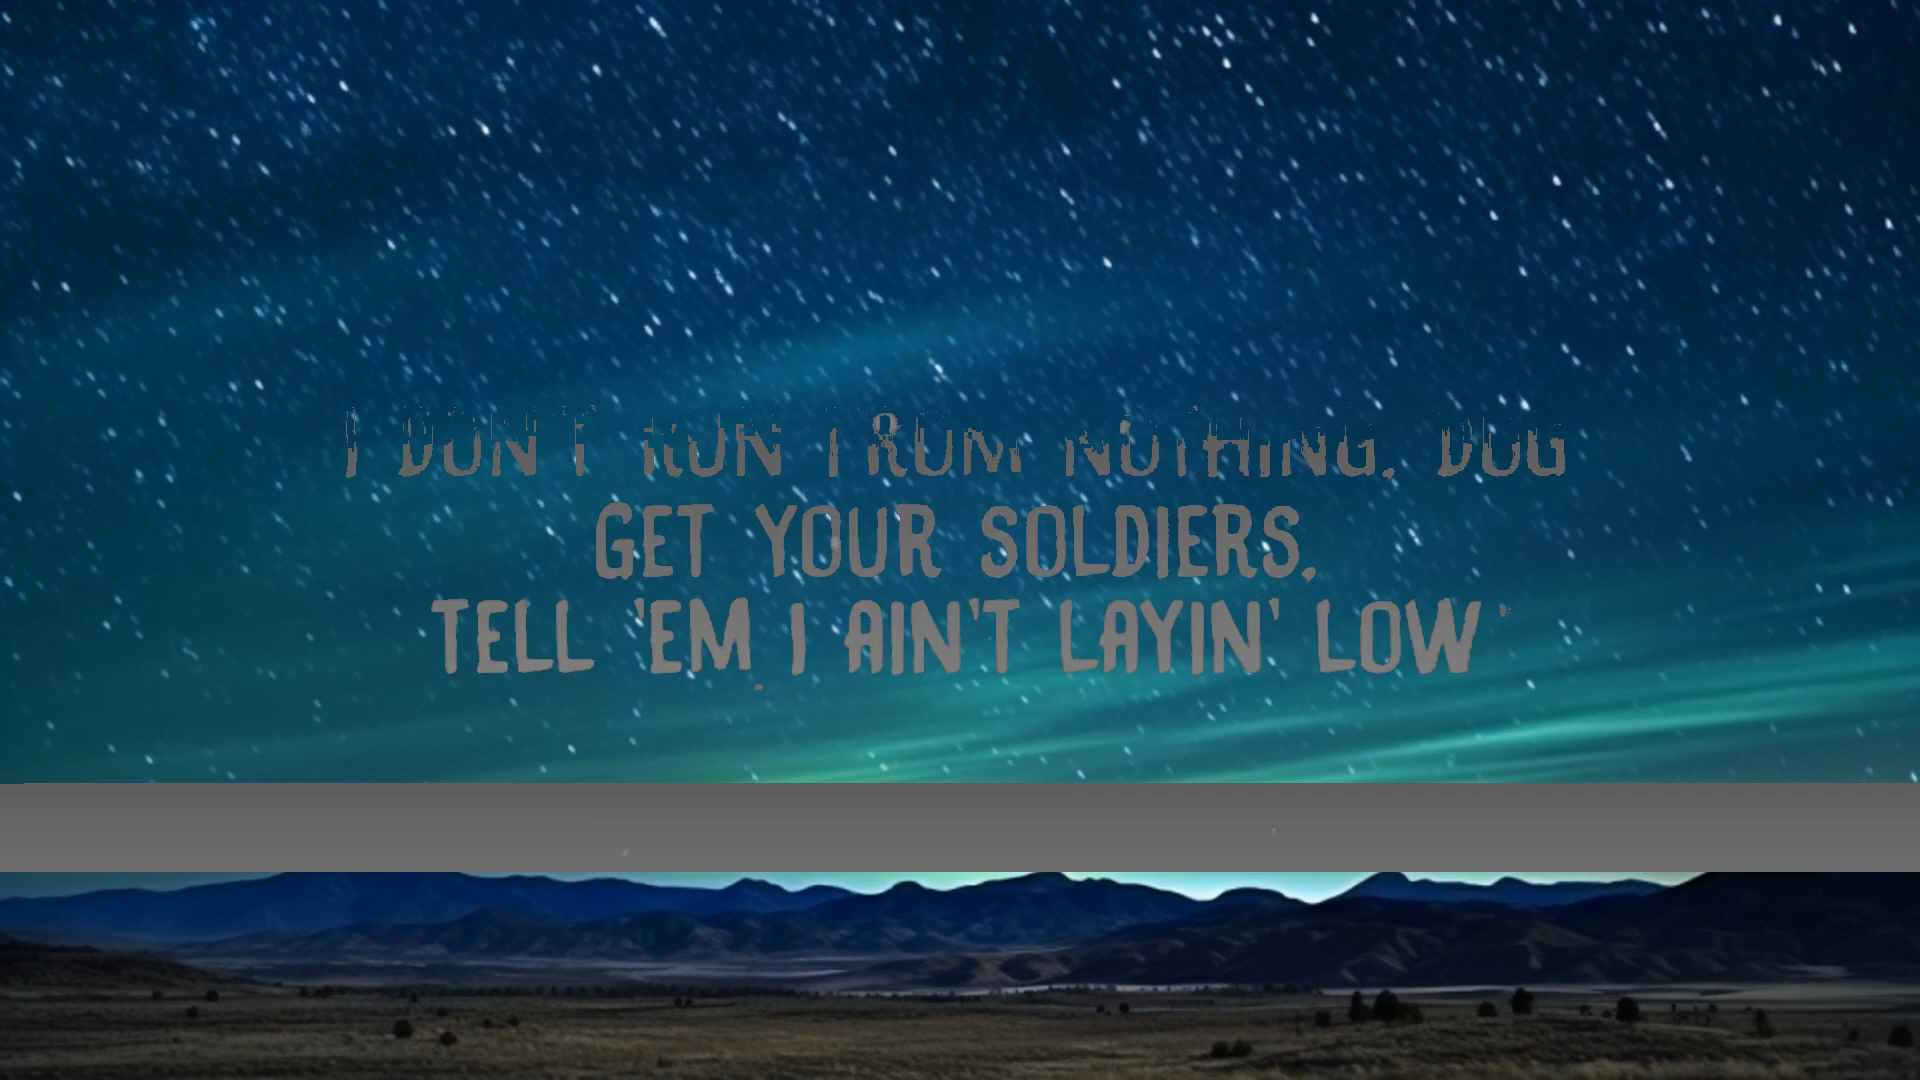 I DON'T RUN FROM NOTHING, DOG
GET YOUR SOLDIERS,
TELL 'EM I AIN'T LAYIN' LOW